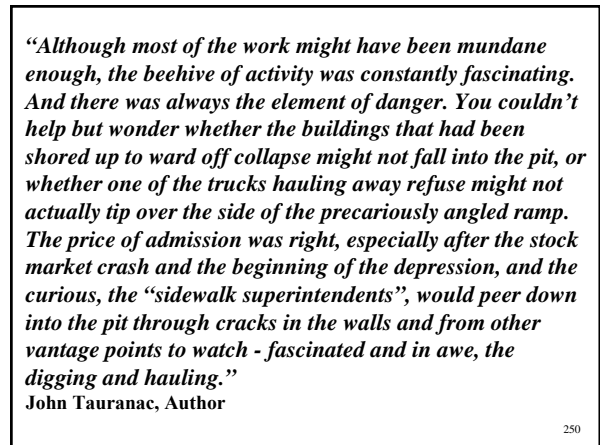 “Although most of the work might have been mundane
enough, the beehive of activity was constantly fascinating.
And there was always the element of danger. You couldn’t
help but wonder whether the buildings that had been
shored up to ward off collapse might not fall into the pit, or
whether one of the trucks hauling away refuse might not
actually tip over the side of the precariously angled ramp.
The price of admission was right, especially after the stock
market crash and the beginning of the depression, and the
curious, the “sidewalk superintendents”, would peer down
into the pit through cracks in the walls and from other
vantage points to watch - fascinated and in awe, the
digging and hauling.”
John Tauranac, Author
250